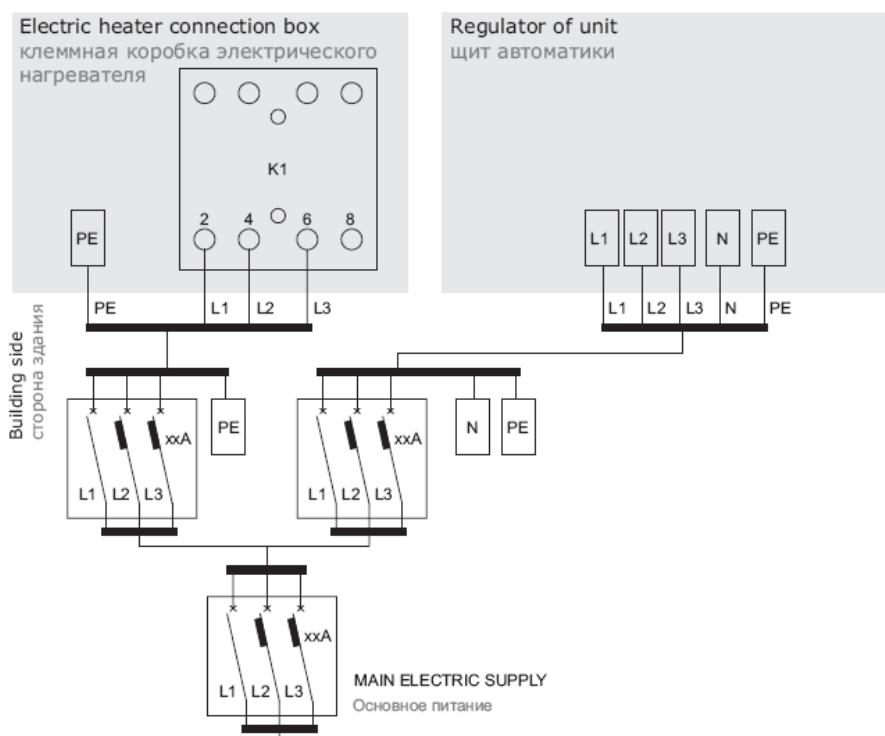 Electric heater connection box
клеммная коробка электрического
нагревателя
K1
2 4 6 8
PE
PE L1 L2 L3
Regulator of unit
щит автоматики
L1 L2 L3 N PE
L1 L2 L3 N PE
Building side
сторона здания
xxA
L1 L2 L3
PE
xxA
L1 L2 L3
N PE
xxA
L1 L2 L3
MAIN ELECTRIC SUPPLY
Основное питание